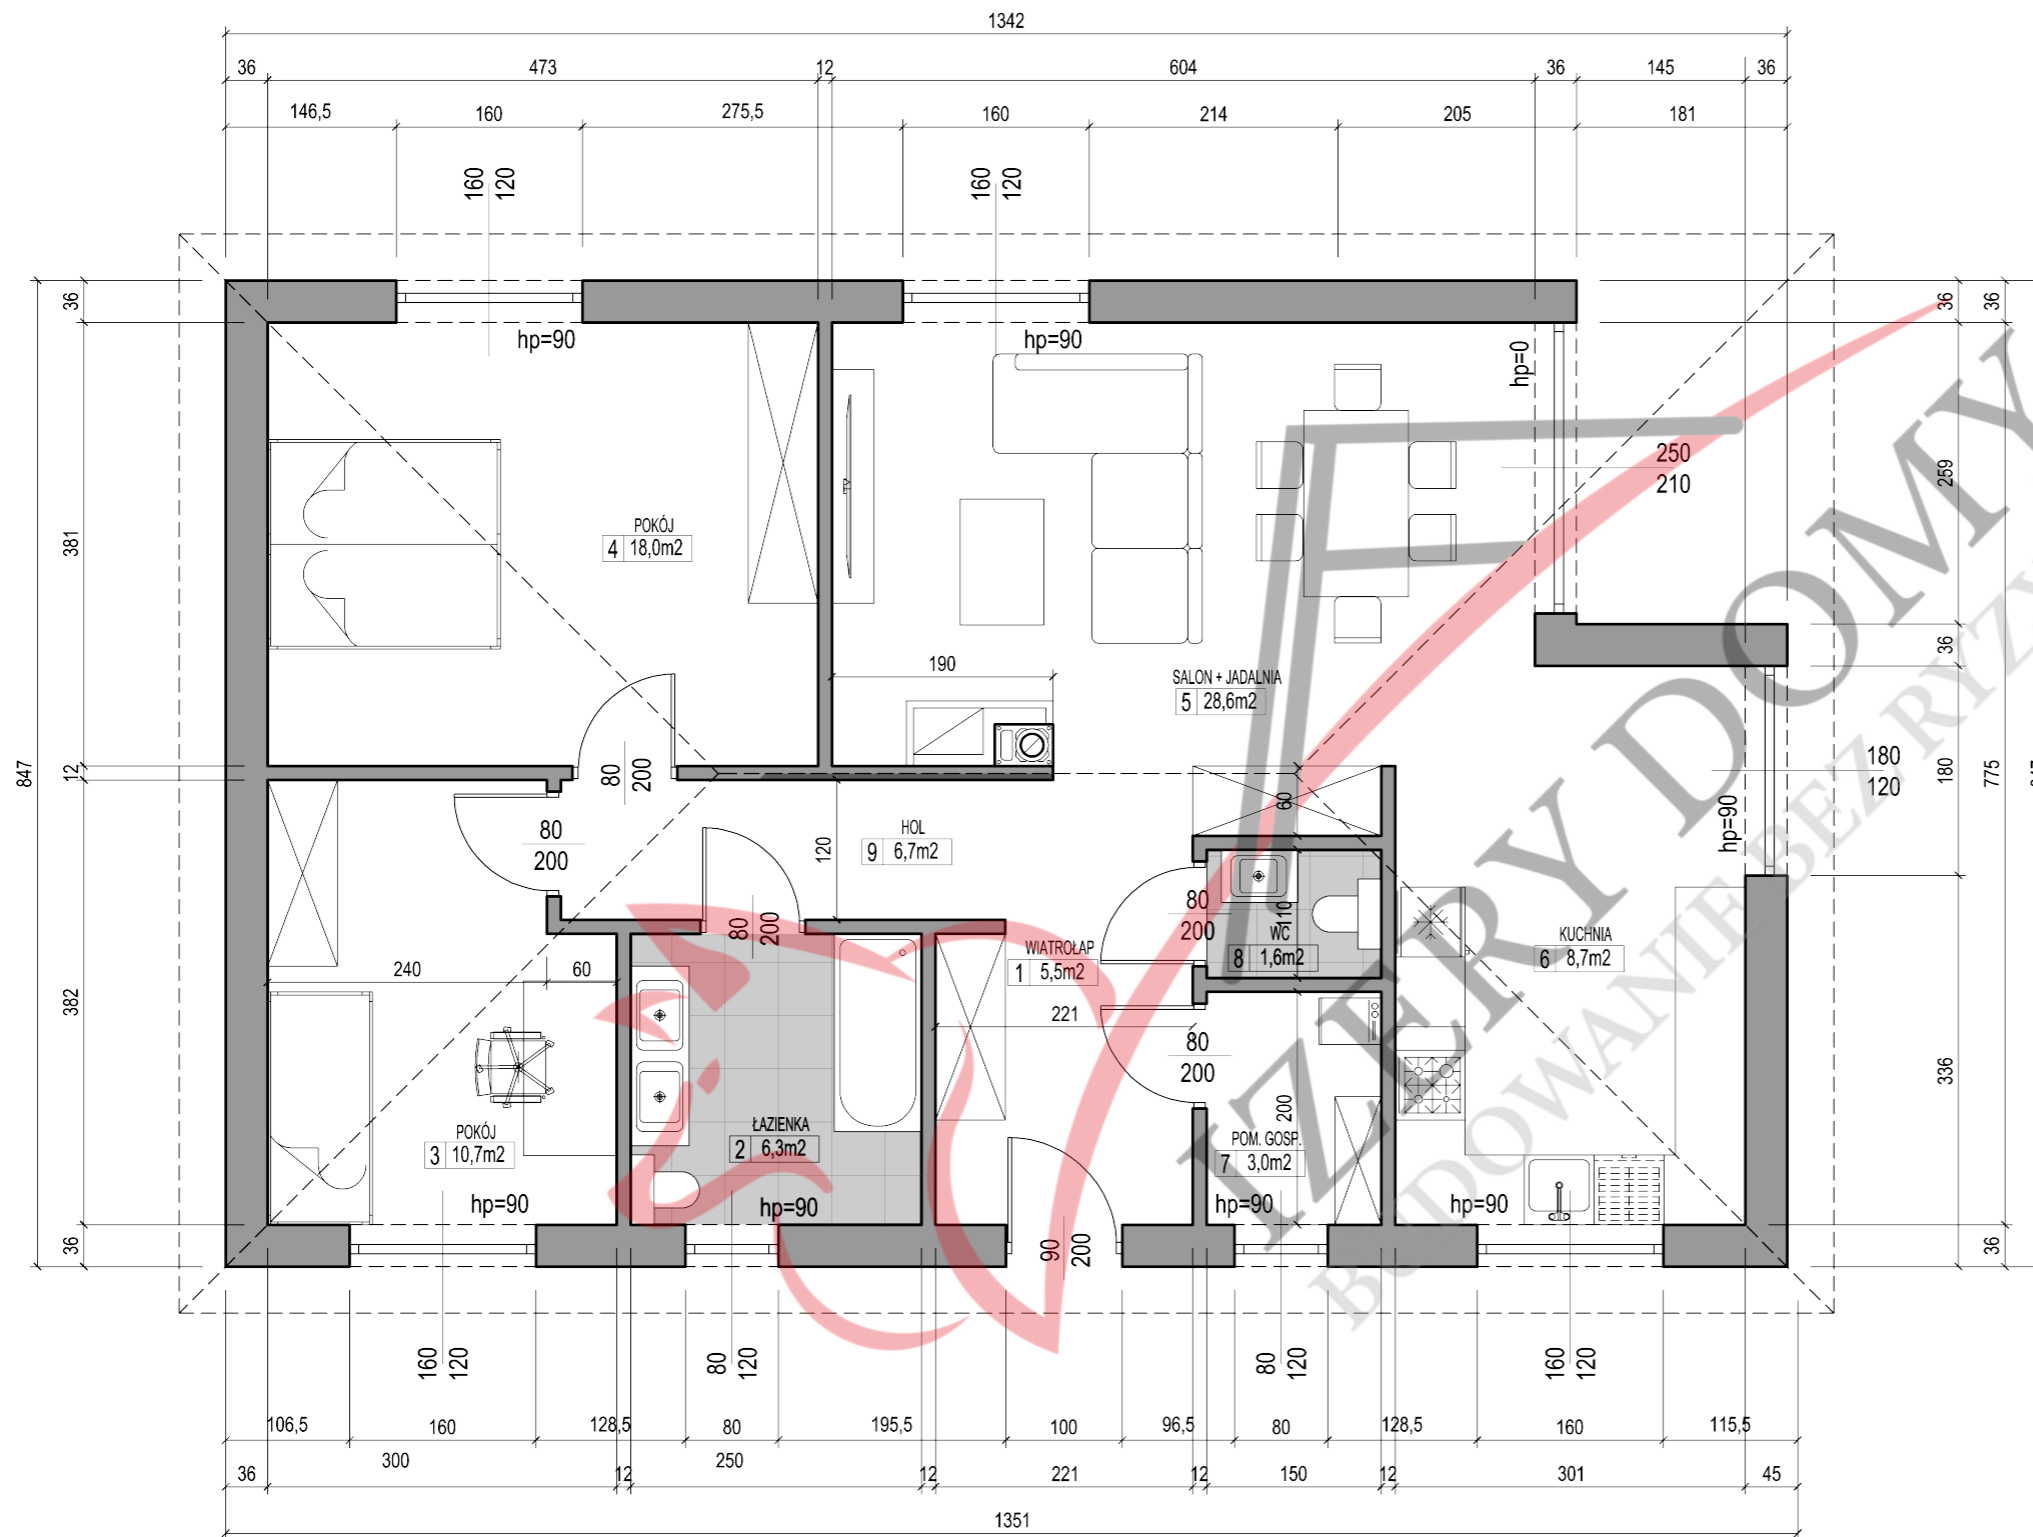 1342
36 473 12 604 36 145 36
146,5 160 275,5 160 214 205 181
160
120
160
120
hp=90
hp=90
hp=0
36
381
12
382
36
847
36
259
36
180
336
36
775
36
250
210
180
120
hp=90
POKÓJ
4 18,0m2
190
SALON + JADALNIA
5 28,6m2
80
200
80
200
HOL
9 6,7m2
120
60
80
200
80
200
110
WC
8 1,6m2
WIATROŁAP
1 5,5m2
KUCHNIA
6 8,7m2
240 60
221
80
200
200
POKÓJ
3 10,7m2
ŁAZIENKA
2 6,3m2
POM. GOSP.
7 3,0m2
hp=90
hp=90
hp=90
hp=90
90
200
160
120
80
120
80
120
160
120
106,5 160 128,5 80 195,5 100 96,5 80 128,5 160 115,5
36 300 12 250 12 221 12 150 12 301 45
1351
IZERY DOMY
BUDOWANIE BEZ RYZY